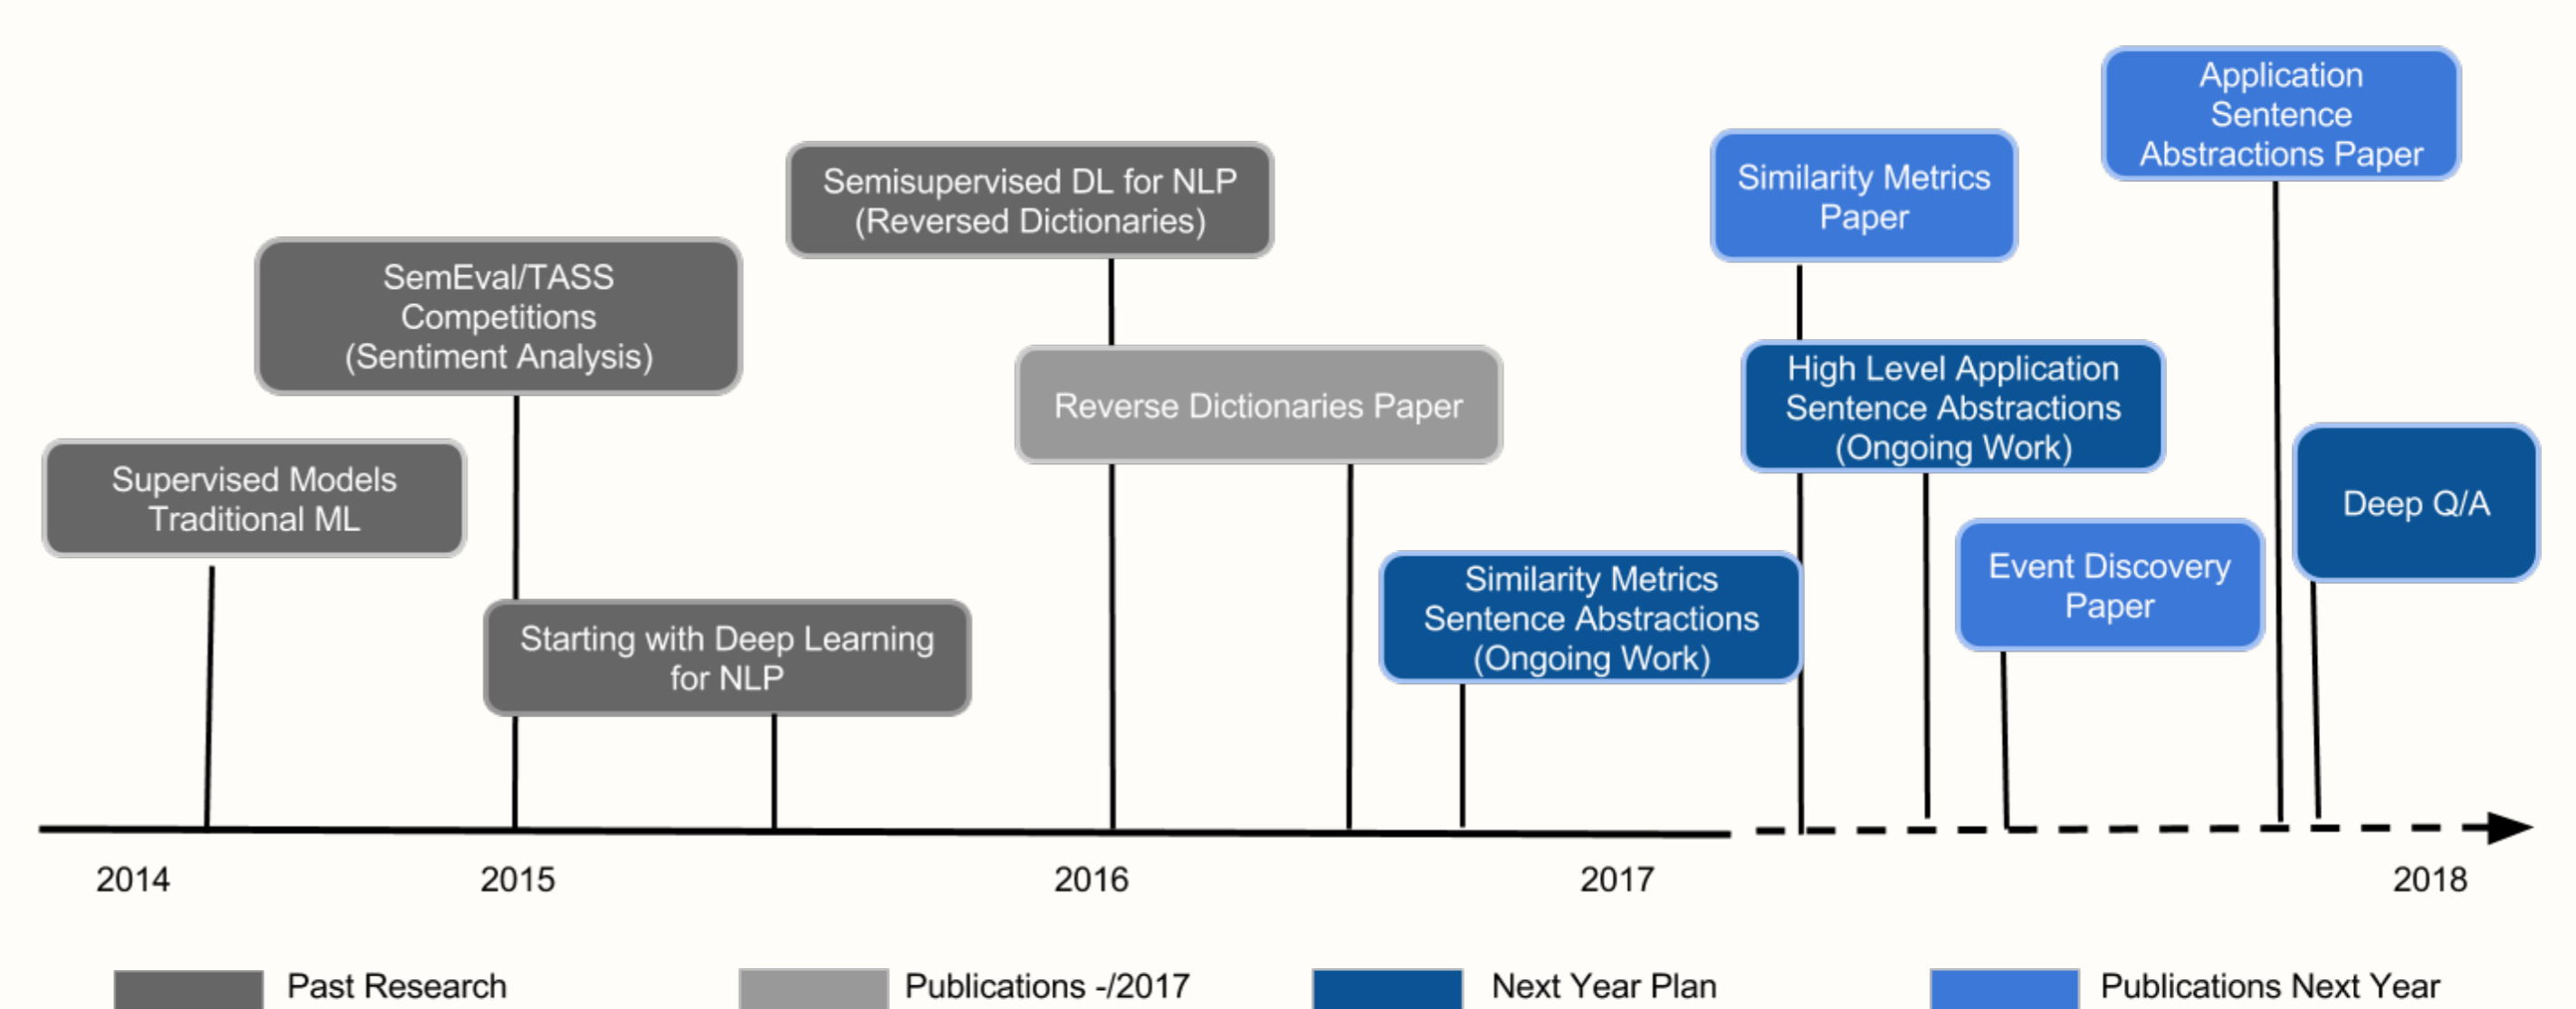 Application
Sentence
Abstractions Paper
Semisupervised DL for NLP
(Reversed Dictionaries)
Similarity Metrics
Paper
SemEval/TASS
Competitions
(Sentiment Analysis)
Reverse Dictionaries Paper
High Level Application
Sentence Abstractions
(Ongoing Work)
Supervised Models
Traditional ML
Deep Q/A
Event Discovery
Paper
Similarity Metrics
Sentence Abstractions
(Ongoing Work)
Starting with Deep Learning
for NLP
2014
2015
2016
2017
2018
Past Research
Publications -/2017
Next Year Plan
Publications Next Year